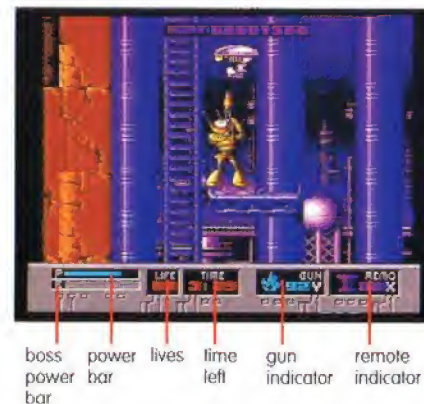 P
LIFE
TIME
GUN
REMO
K
Y
X
boss power lives time gun remote
power bar left indicator indicator
bar